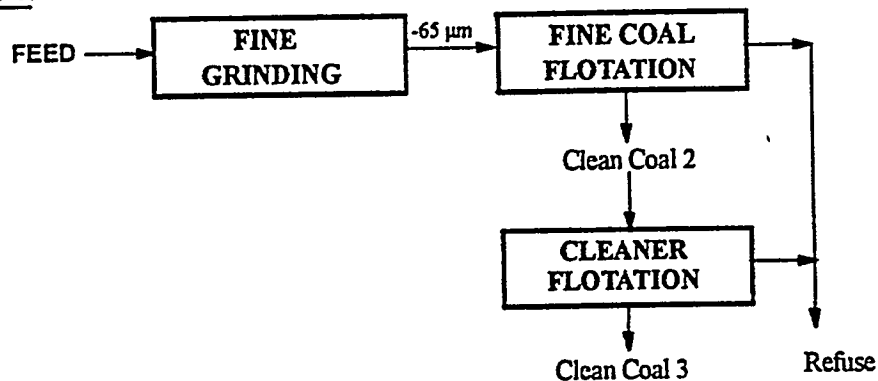 FEED
FINE
GRINDING
-65 µm
FINE COAL
FLOTATION
Clean Coal 2
CLEANER
FLOTATION
Clean Coal 3
Refuse